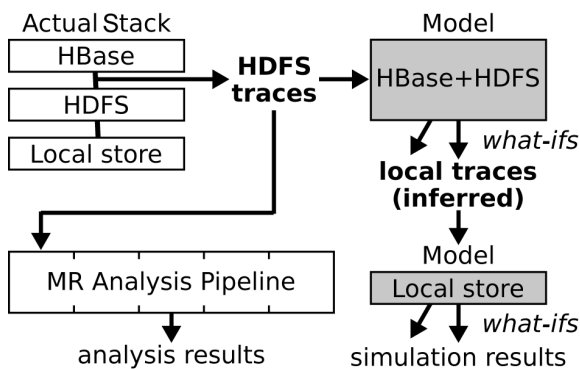 Actual Stack
HBase
HDFS
Local store
HDFS
traces
Model
HBase+HDFS
what-ifs
local traces
(inferred)
Model
Local store
what-ifs
simulation results
MR Analysis Pipeline
analysis results